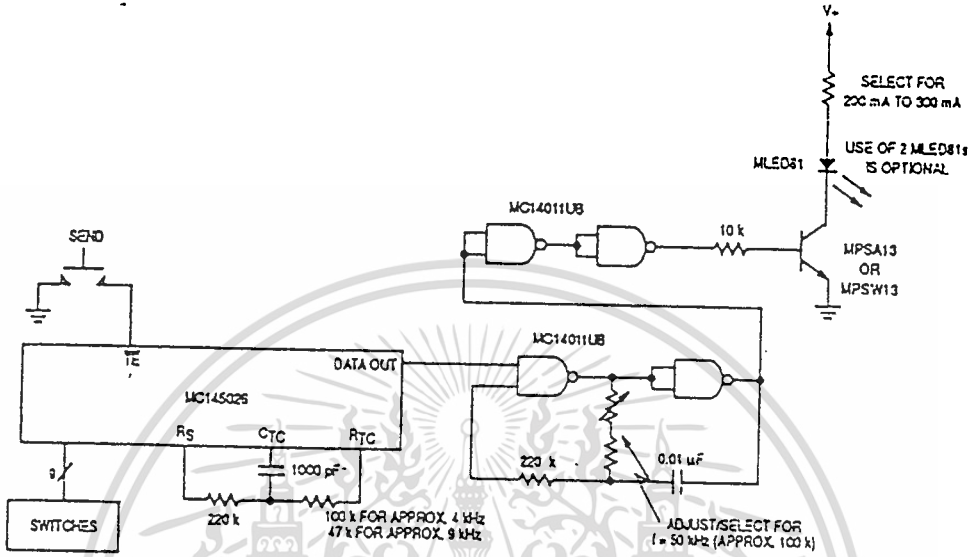 V+
SELECT FOR
200 mA TO 300 mA
USE OF 2 MLED81s
IS OPTIONAL
MLED81
MC14011UB
10 k
MPSA13
OR
MPSW13
SEND
MC14011UB
TE
DATA OUT
MC145026
RS
CTC
RTC
9
1000 pF
220 k
0.01 µF
SWITCHES
220 k
100 k FOR APPROX. 4 kHz
47 k FOR APPROX. 9 kHz
ADJUST/SELECT FOR
f = 50 kHz (APPROX. 100 k)